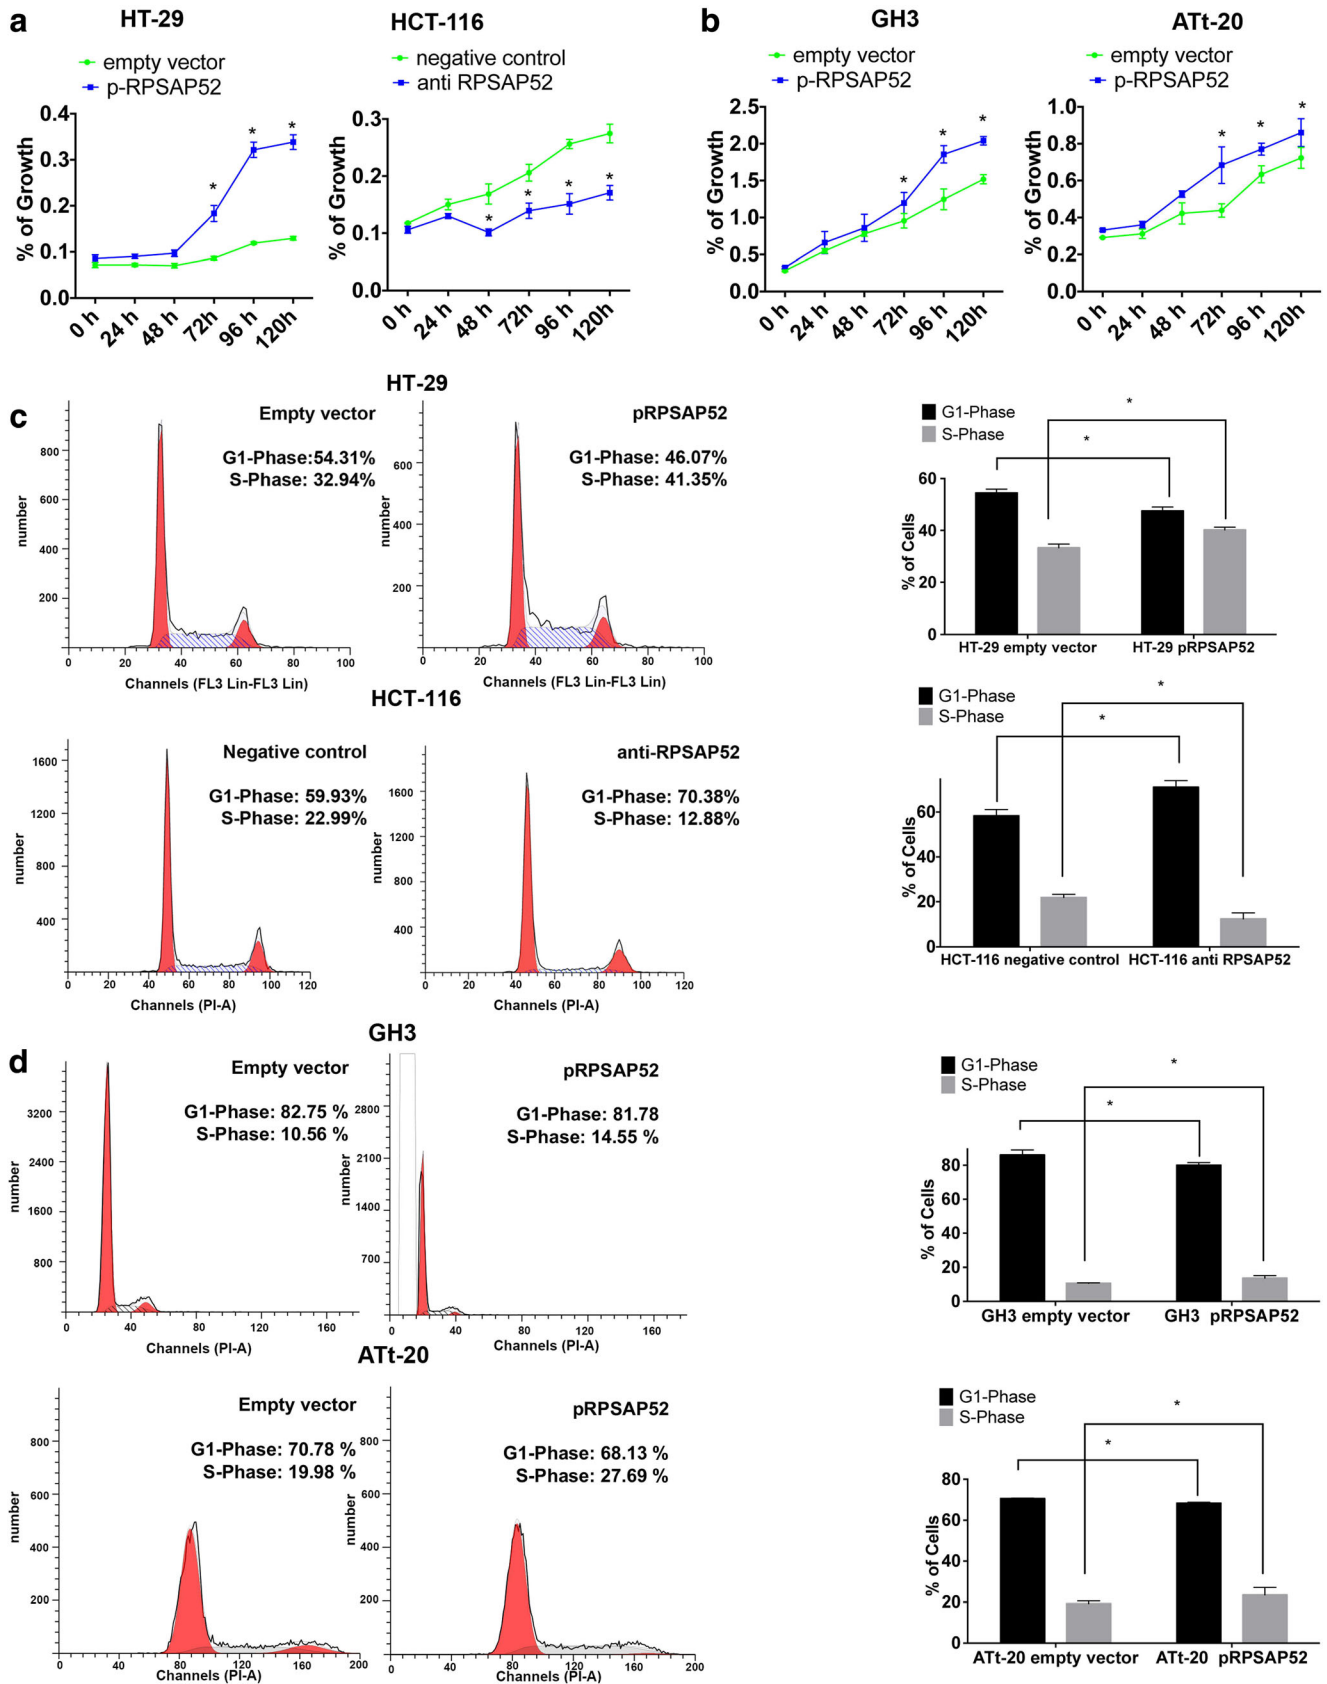 a
HT-29
empty vector
p-RPSAP52
% of Growth
0.4
0.3
0.2
0.1
0.0
*
*
*
0 h
24 h
48 h
72h
96 h
120h
HCT-116
negative control
anti RPSAP52
% of Growth
0.3
0.2
0.1
0.0
*
*
*
*
0 h
24 h
48 h
72h
96 h
120h
b
GH3
empty vector
p-RPSAP52
% of Growth
2.5
2.0
1.5
1.0
0.5
0.0
*
*
*
0 h
24 h
48 h
72h
96 h
120h
ATt-20
empty vector
p-RPSAP52
% of Growth
1.0
0.8
0.6
0.4
0.2
0.0
*
*
*
0 h
24 h
48 h
72h
96 h
120h
c
HT-29
Empty vector
G1-Phase:54.31%
S-Phase: 32.94%
number
800
600
400
200
0 20 40 60 80 100
Channels (FL3 Lin-FL3 Lin)
pRPSAP52
G1-Phase: 46.07%
S-Phase: 41.35%
number
600
400
200
0 20 40 60 80 100
Channels (FL3 Lin-FL3 Lin)
G1-Phase
S-Phase
*
*
% of Cells
60
40
20
0
HT-29 empty vector HT-29 pRPSAP52
HCT-116
Negative control
G1-Phase: 59.93%
S-Phase: 22.99%
number
1600
1200
800
400
0 20 40 60 80 100 120
Channels (PI-A)
anti-RPSAP52
G1-Phase: 70.38%
S-Phase: 12.88%
number
1600
1200
800
400
0 20 40 60 80 100 120
Channels (PI-A)
G1-Phase
S-Phase
*
*
% of Cells
60
40
20
0
HCT-116 negative control HCT-116 anti RPSAP52
d
GH3
Empty vector
G1-Phase: 82.75 %
S-Phase: 10.56 %
number
3200
2400
1600
800
0 40 80 120 160
Channels (PI-A)
pRPSAP52
G1-Phase: 81.78
S-Phase: 14.55 %
number
2800
2100
1400
700
0 40 80 120 160
Channels (PI-A)
G1-Phase
S-Phase
*
*
% of Cells
80
60
40
20
0
GH3 empty vector GH3 pRPSAP52
ATt-20
Empty vector
G1-Phase: 70.78 %
S-Phase: 19.98 %
number
800
600
400
200
0 40 80 120 160 200
Channels (PI-A)
pRPSAP52
G1-Phase: 68.13 %
S-Phase: 27.69 %
number
800
600
400
200
0 40 80 120 160 200
Channels (PI-A)
G1-Phase
S-Phase
*
*
% of Cells
80
60
40
20
0
ATt-20 empty vector ATt-20 pRPSAP52